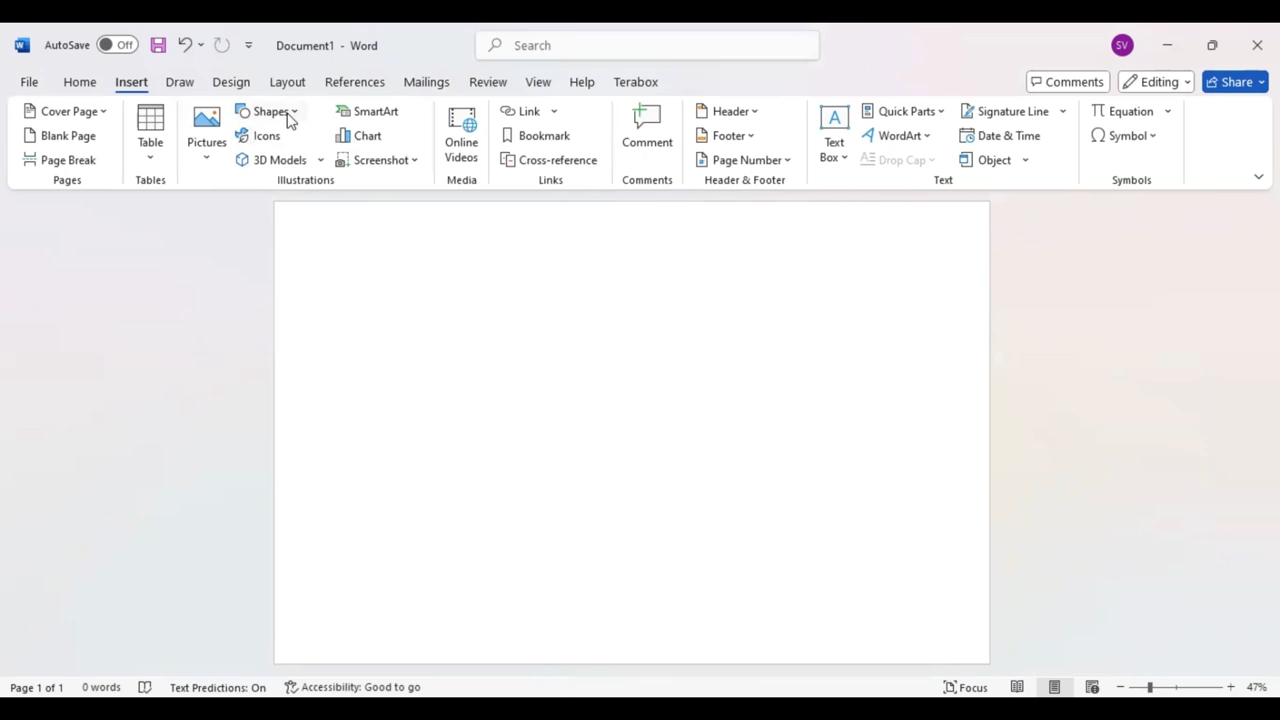 AutoSave Off Document1 - Word Search SV
File Home Insert Draw Design Layout References Mailings Review View Help Terabox Comments Editing Share
Cover Page
Blank Page
Page Break
Pages
Table
Tables
Pictures
Shapes
Icons
3D Models
SmartArt
Chart
Screenshot
Illustrations
Online
Videos
Media
Link
Bookmark
Cross-reference
Links
Comment
Comments
Header
Footer
Page Number
Header & Footer
A
Text
Box
Quick Parts
WordArt
Drop Cap
Signature Line
Date & Time
Object
Text
Equation
Symbol
Symbols
Page 1 of 1 0 words Text Predictions: On Accessibility: Good to go Focus 47%